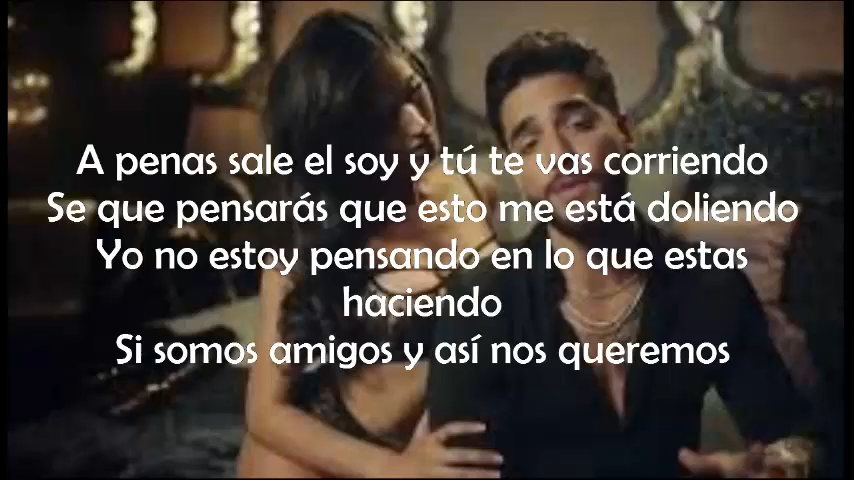 A penas sale el soy y tú te vas corriendo
Se que pensarás que esto me está doliendo
Yo no estoy pensando en lo que estas
haciendo
Si somos amigos y así nos queremos